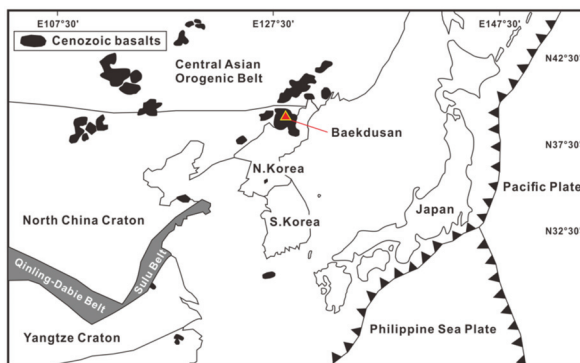 E107°30'
E127°30'
E147°30'
Cenozoic basalts
Central Asian
Orogenic Belt
N42°30'
Baekdusan
N37°30'
N.Korea
Pacific Plate
North China Craton
S.Korea
Japan
N32°30'
Qinling-Dabie Belt
Sulu Belt
Yangtze Craton
Philippine Sea Plate